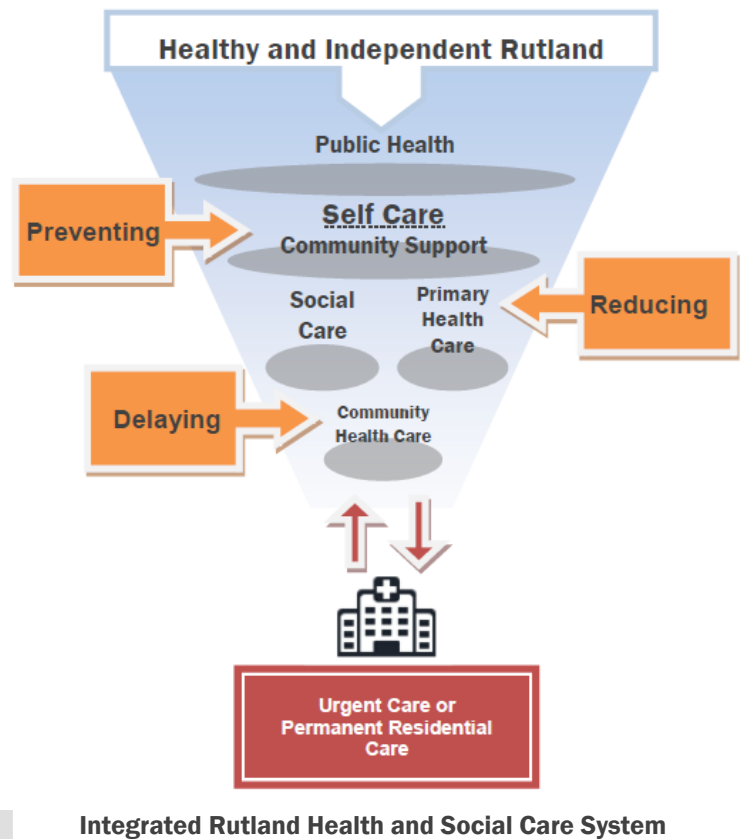 Healthy and Independent Rutland
Public Health
Preventing
Self Care
Community Support
Social
Care
Primary
Health
Care
Reducing
Delaying
Community
Health Care
Urgent Care or
Permanent Residential
Care
Integrated Rutland Health and Social Care System